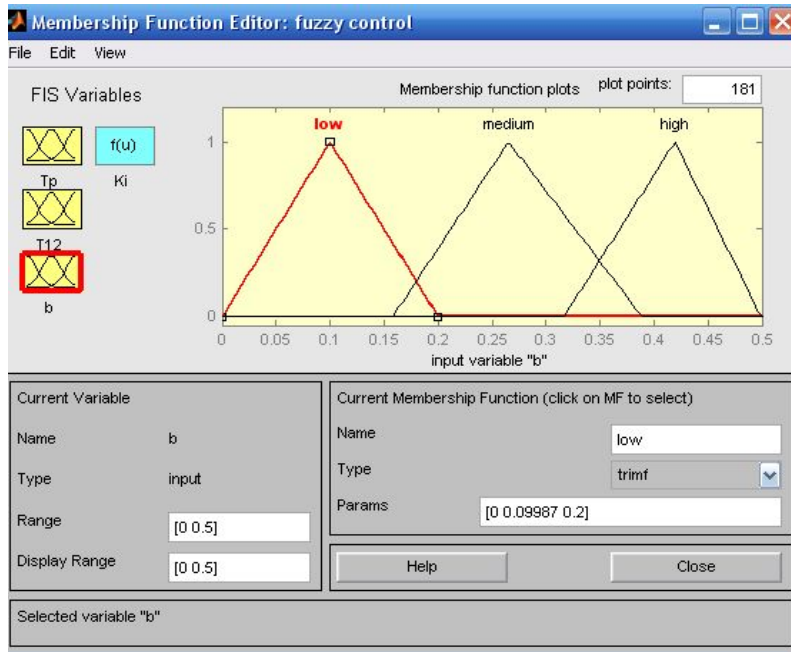 Membership Function Editor: fuzzy control
File Edit View
FIS Variables
Membership function plots plot points: 181
f(u)
Tp Ki
T12
b
low medium high
1
0.5
0
0 0.05 0.1 0.15 0.2 0.25 0.3 0.35 0.4 0.45 0.5
input variable "b"
Current Variable
Name b
Type input
Range [0 0.5]
Display Range [0 0.5]
Current Membership Function (click on MF to select)
Name low
Type trimf
Params [0 0.09987 0.2]
Help Close
Selected variable "b"